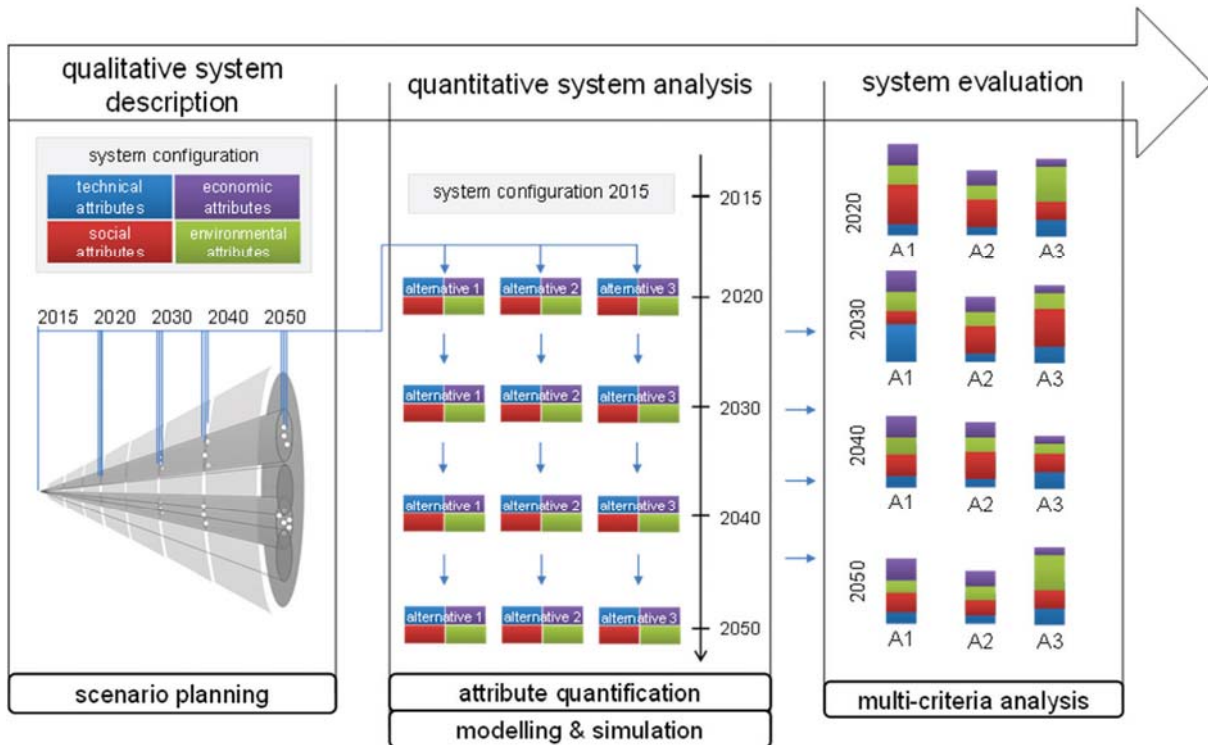 qualitative system
description
quantitative system analysis
system evaluation
system configuration
technical
attributes
economic
attributes
social
attributes
environmental
attributes
2015 2020 2030 2040 2050
scenario planning
system configuration 2015
2015
alternative 1 alternative 2 alternative 3
2020
alternative 1 alternative 2 alternative 3
2030
alternative 1 alternative 2 alternative 3
2040
alternative 1 alternative 2 alternative 3
2050
attribute quantification
modelling & simulation
2020
A1 A2 A3
2030
A1 A2 A3
2040
A1 A2 A3
2050
A1 A2 A3
multi-criteria analysis